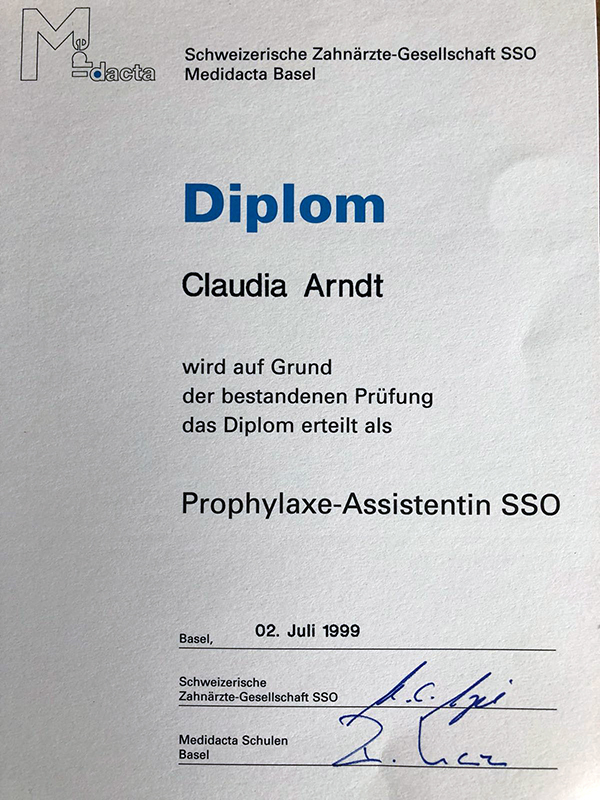 Medidacta
Schweizerische Zahnärzte-Gesellschaft SSO
Medidacta Basel
Diplom
Claudia Arndt
wird auf Grund
der bestandenen Prüfung
das Diplom erteilt als
Prophylaxe-Assistentin SSO
Basel, 02. Juli 1999
Schweizerische
Zahnärzte-Gesellschaft SSO
Medidacta Schulen
Basel